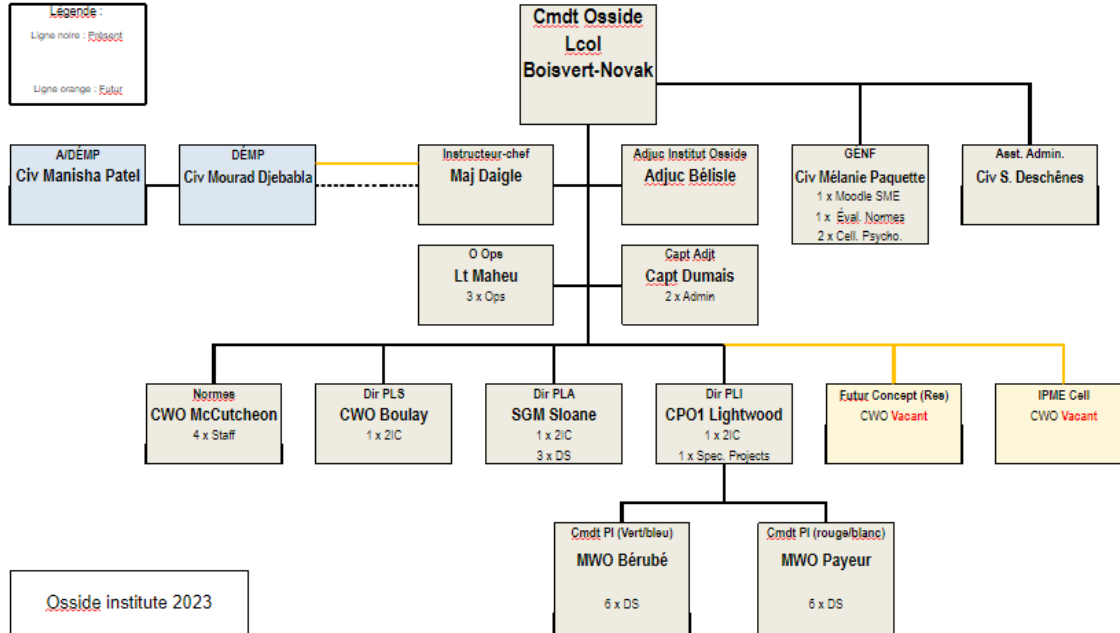 Légende :
Ligne noire : Présent
Ligne orange : Futur
Cmdt Osside
Lcol
Boisvert-Novak
A/DÉMP
Civ Manisha Patel
DÉMP
Civ Mourad Djebabla
Instructeur-chef
Maj Daigle
Adjuc Institut Osside
Adjuc Bélisle
GENF
Civ Mélanie Paquette
1 x Moodle SME
1 x Éval. Normes
2 x Cell. Psycho.
Asst. Admin.
Civ S. Deschênes
O Ops
Lt Maheu
3 x Ops
Capt Adjt
Capt Dumais
2 x Admin
Normes
CWO McCutcheon
4 x Staff
Dir PLS
CWO Boulay
1 x 2IC
Dir PLA
SGM Sloane
1 x 2IC
3 x DS
Dir PLI
CPO1 Lightwood
1 x 2IC
1 x Spec. Projects
Futur Concept (Res)
CWO Vacant
IPME Cell
CWO Vacant
Cmdt Pl (Vert/bleu)
MWO Bérubé
6 x DS
Cmdt Pl (rouge/blanc)
MWO Payeur
6 x DS
Osside institute 2023